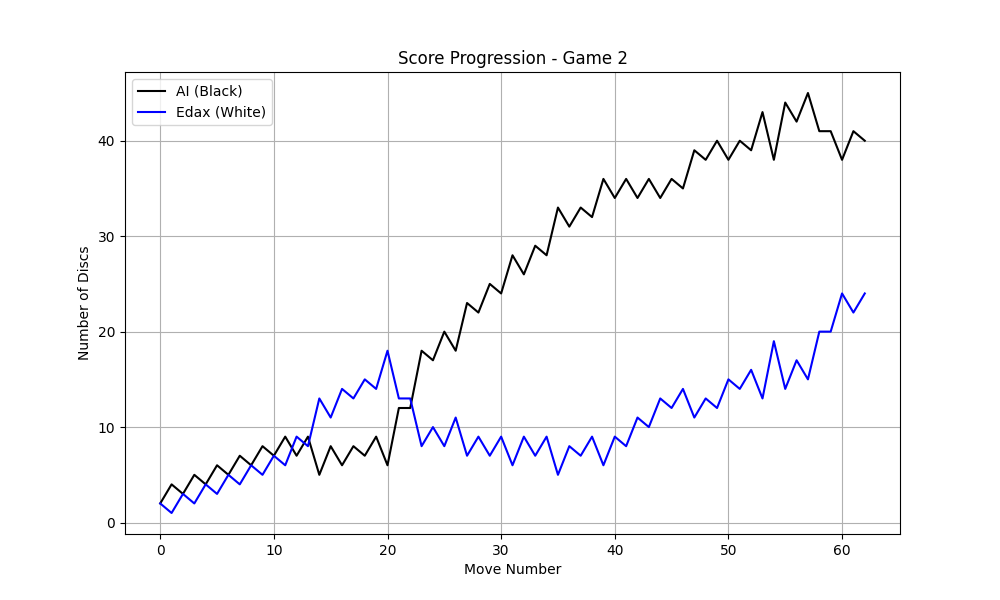 Score Progression - Game 2
AI (Black)
Edax (White)
Number of Discs
40
30
20
10
0
0 10 20 30 40 50 60
Move Number